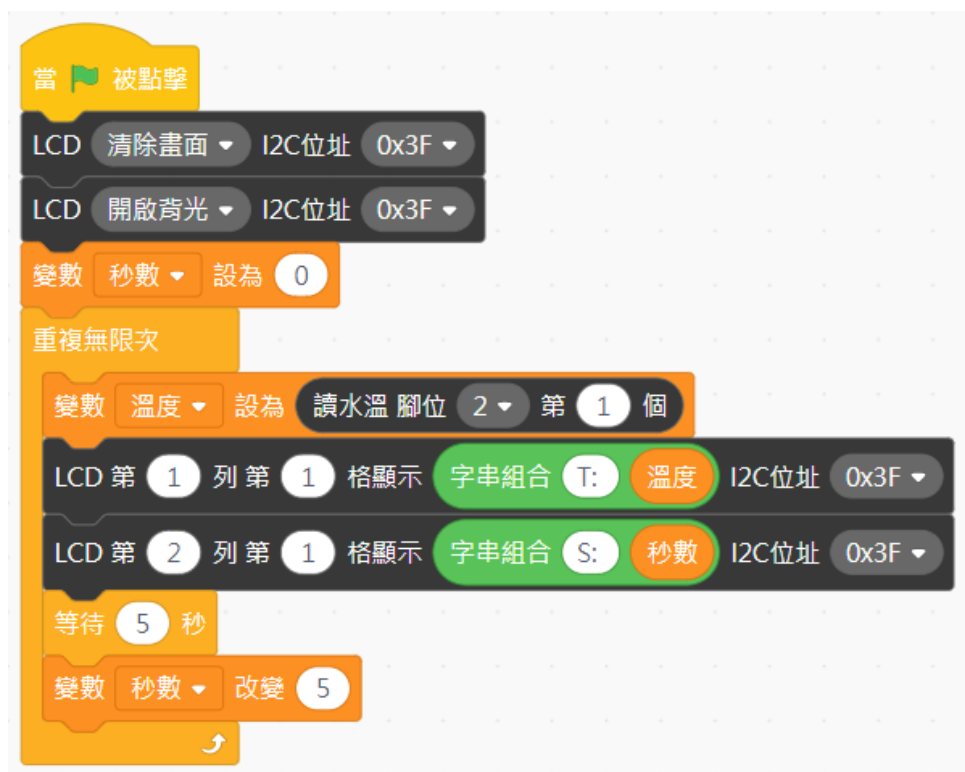 當 被點擊
LCD 清除畫面 I2C位址 0x3F
LCD 開啟背光 I2C位址 0x3F
變數 秒數 設為 0
重複無限次
變數 溫度 設為 讀水溫 腳位 2 第 1 個
LCD 第 1 列 第 1 格顯示 字串組合 T: 溫度 I2C位址 0x3F
LCD 第 2 列 第 1 格顯示 字串組合 S: 秒數 I2C位址 0x3F
等待 5 秒
變數 秒數 改變 5